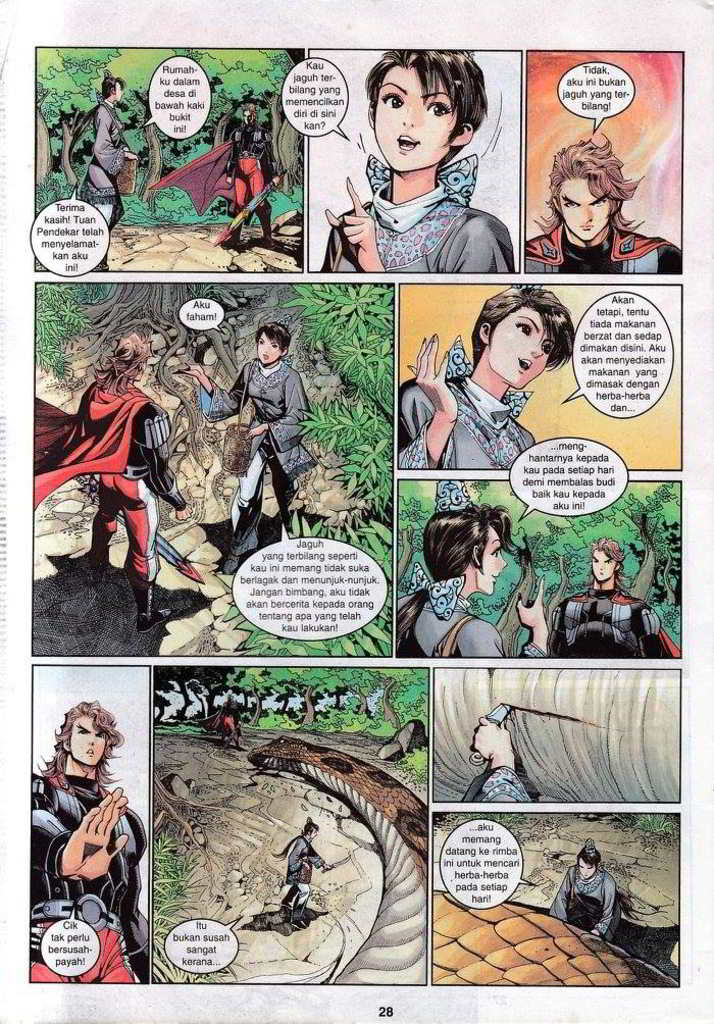 Rumah-
ku dalam
desa di
bawah kaki
bukit
ini!
Terima
kasih! Tuan
Pendekar telah
menyelamat-
kan aku
ini!
Kau
jaguh ter-
bilang yang
memencilkan
diri di sini
kan?
Tidak,
aku ini bukan
jaguh yang ter-
bilang!
Aku
faham!
Jaguh
yang terbilang seperti
kau ini memang tidak suka
berlagak dan menunjuk-nunjuk.
Jangan bimbang, aku tidak
akan bercerita kepada orang
tentang apa yang telah
kau lakukan!
Akan
tetapi, tentu
tiada makanan
berzat dan sedap
dimakan disini. Aku
akan menyediakan
makanan yang
dimasak dengan
herba-herba
dan...
...meng-
hantarnya kepada
kau pada setiap hari
demi membalas budi
baik kau kepada
aku ini!
Cik
tak perlu
bersusah-
payah!
Itu
bukan susah
sangat
kerana...
...aku
memang
datang ke rimba
ini untuk mencari
herba-herba
pada setiap
hari!
28